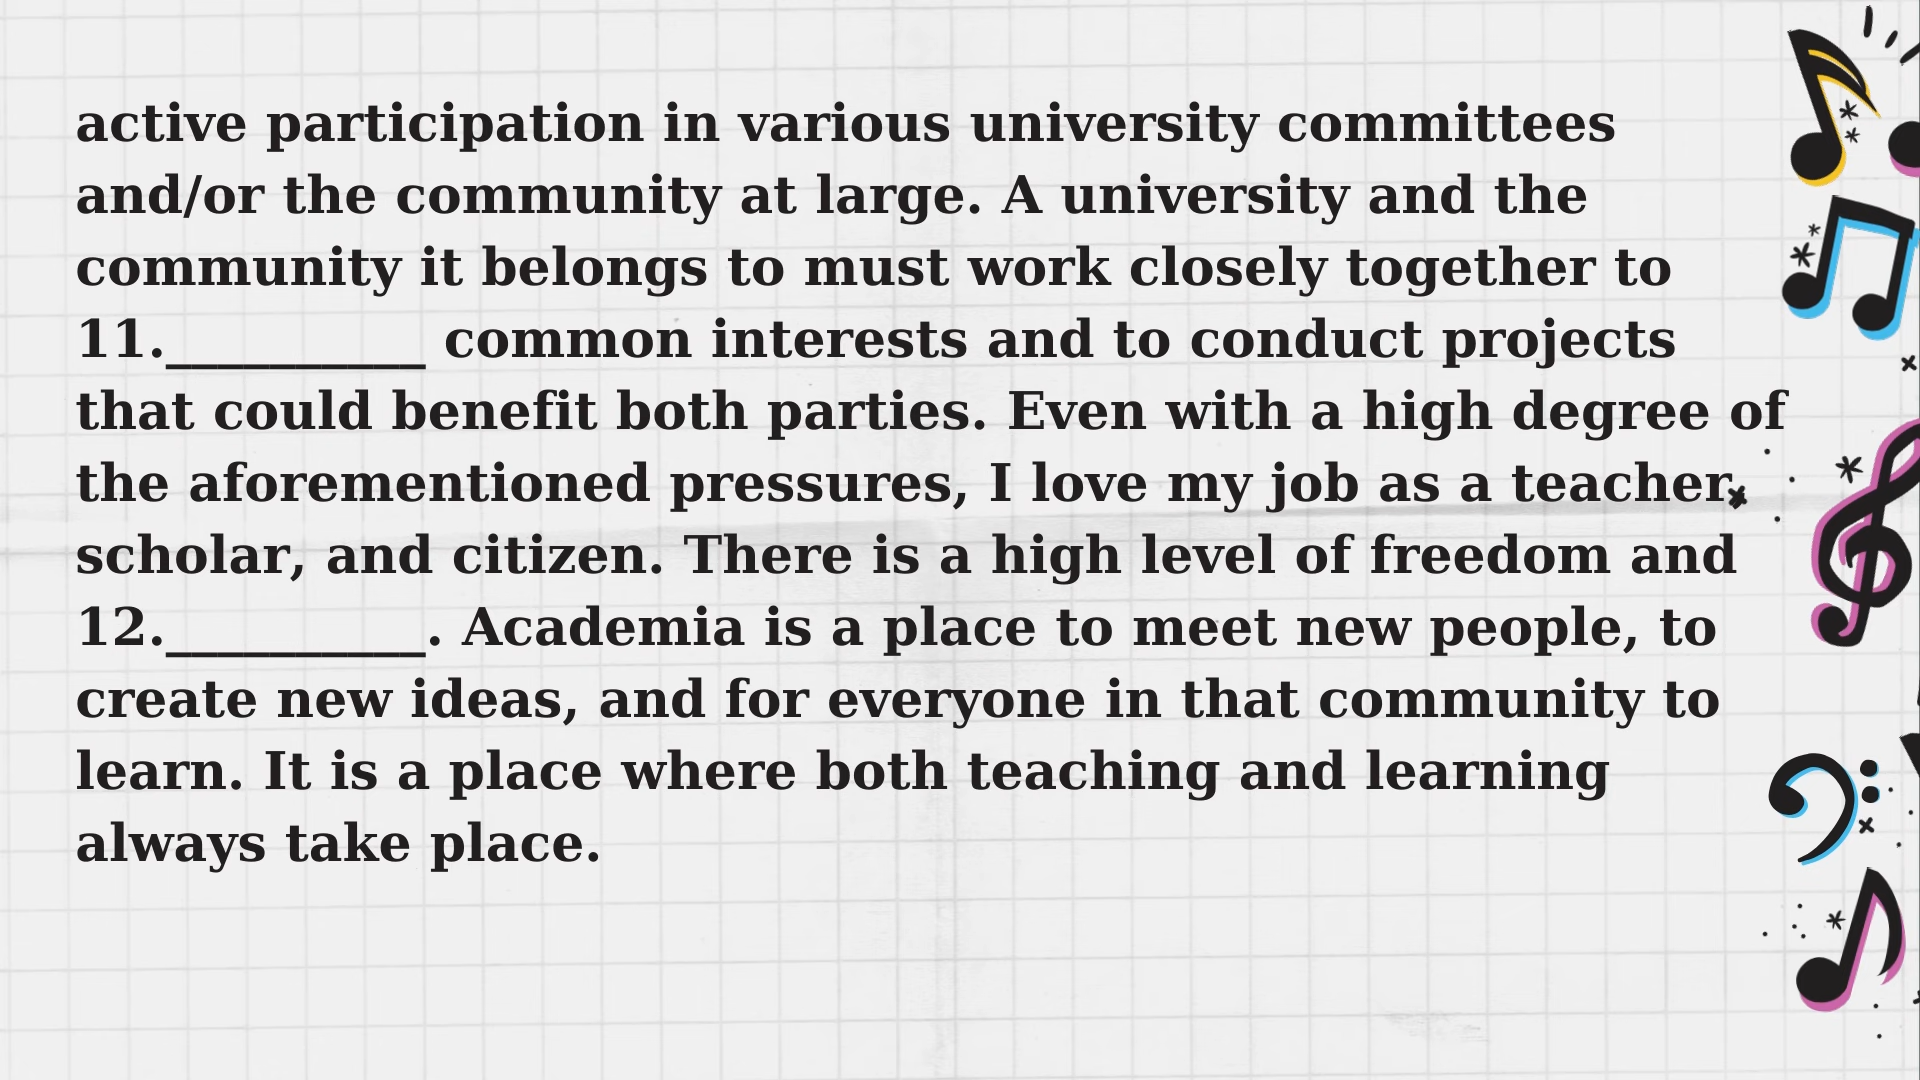 active participation in various university committees
and/or the community at large. A university and the
community it belongs to must work closely together to
11.__________ common interests and to conduct projects
that could benefit both parties. Even with a high degree of
the aforementioned pressures, I love my job as a teacher,
scholar, and citizen. There is a high level of freedom and
12.__________. Academia is a place to meet new people, to
create new ideas, and for everyone in that community to
learn. It is a place where both teaching and learning
always take place.